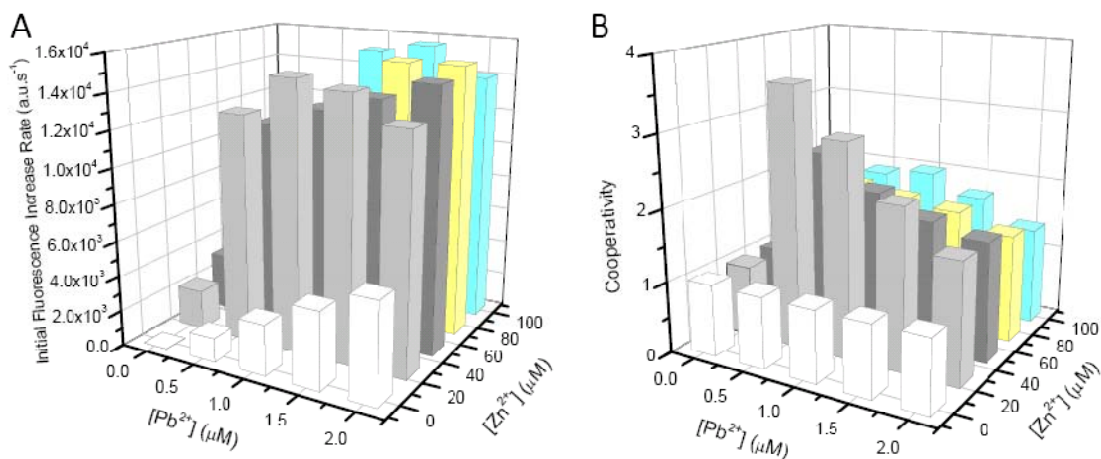 A
Initial Fluorescence Increase Rate (a.u.s⁻¹)
1.6x10⁴
1.4x10⁴
1.2x10⁴
1.0x10⁴
8.0x10³
6.0x10³
4.0x10³
2.0x10³
0.0
0.0
0.5
1.0
1.5
2.0
[Pb²⁺] (μM)
0
20
40
60
80
100
[Zn²⁺] (μM)
B
Cooperativity
4
3
2
1
0
0.0
0.5
1.0
1.5
2.0
[Pb²⁺] (μM)
0
20
40
60
80
100
[Zn²⁺] (μM)